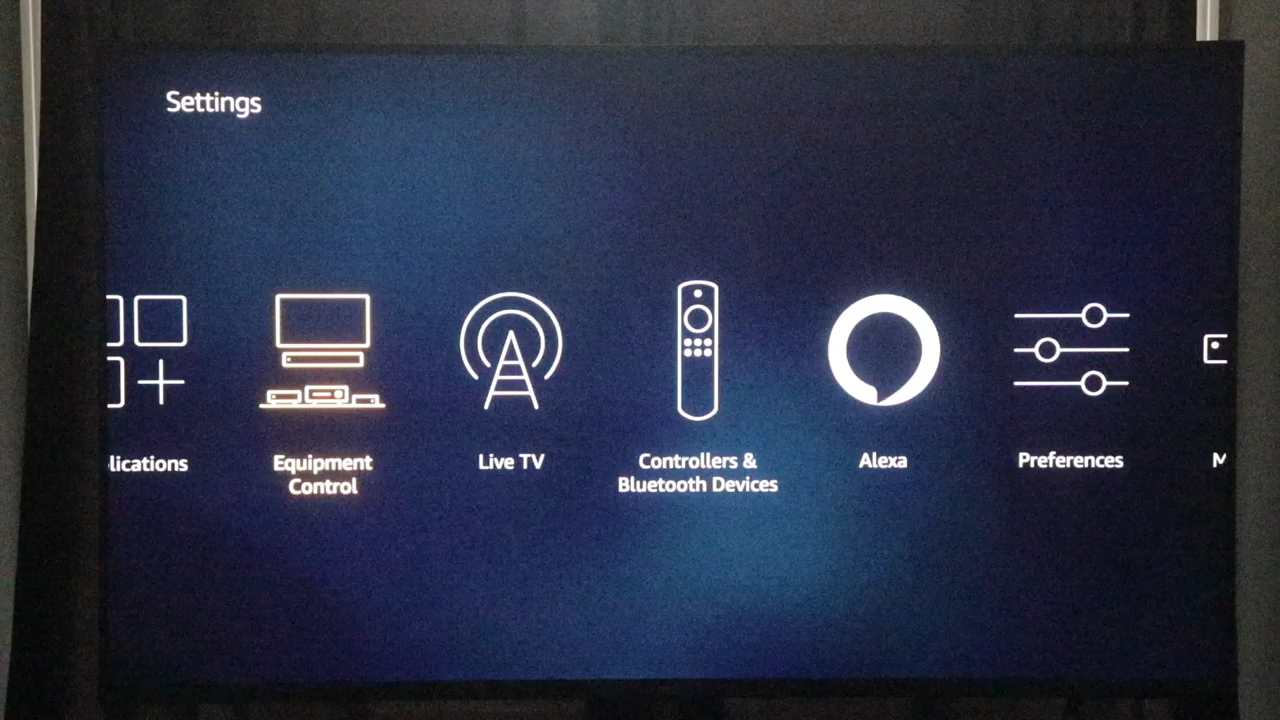 Settings
lications
Equipment
Control
Live TV
Controllers &
Bluetooth Devices
Alexa
Preferences
M